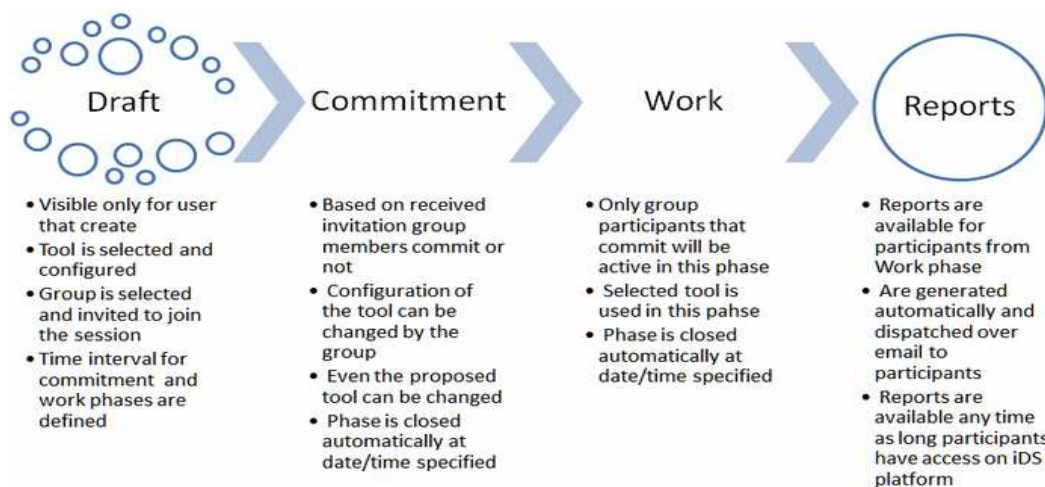 Draft
Commitment
Work
Reports
• Visible only for user
that create
• Tool is selected and
configured
• Group is selected
and invited to join
the session
• Time interval for
commitment and
work phases are
defined
• Based on received
invitation group
members commit or
not
• Configuration of
the tool can be
changed by the
group
• Even the proposed
tool can be changed
• Phase is closed
automatically at
date/time specified
• Only group
participants that
commit will be
active in this phase
• Selected tool is
used in this pahse
• Phase is closed
automatically at
date/time specified
• Reports are
available for
participants from
Work phase
• Are generated
automatically and
dispatched over
email to
participants
• Reports are
available any time
as long participants
have access on iDS
platform